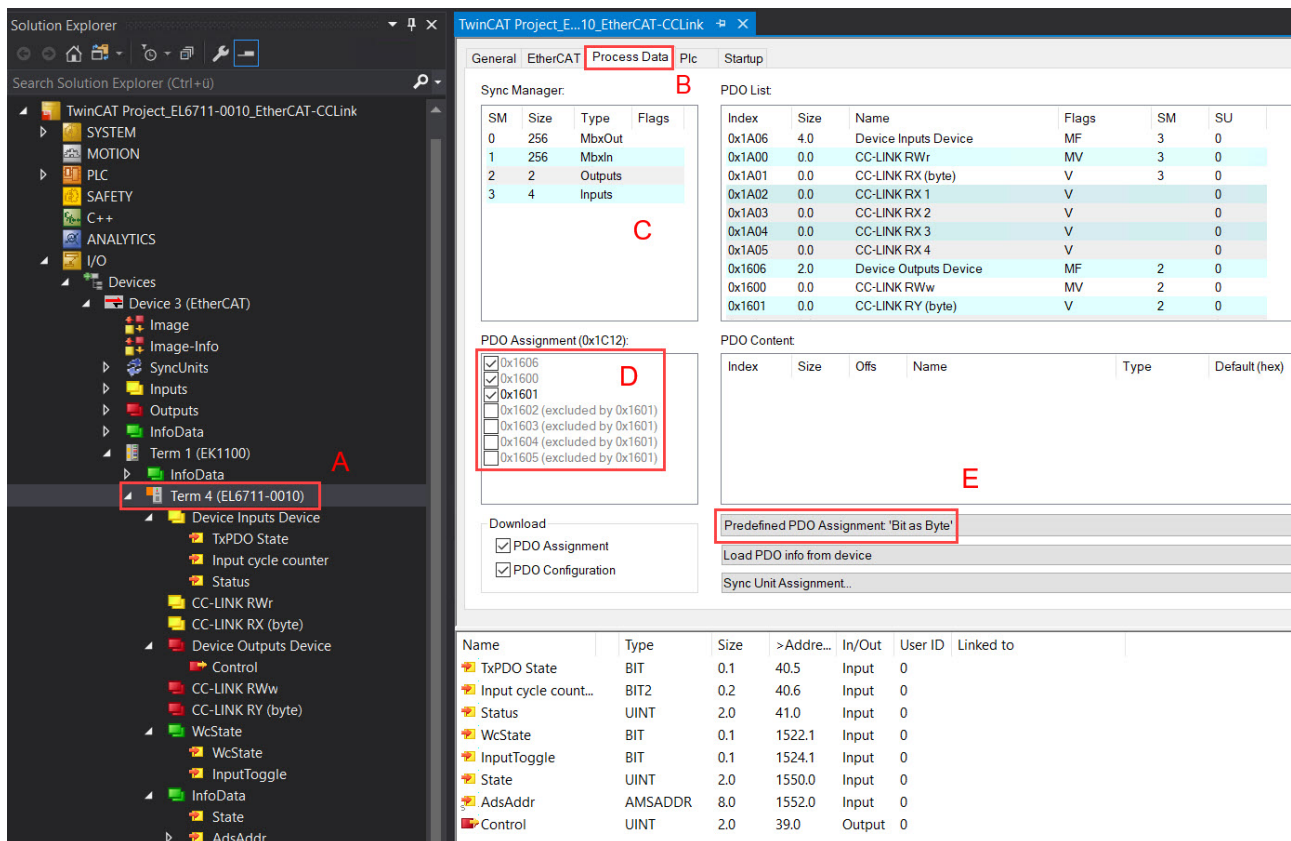 Solution Explorer
Search Solution Explorer (Ctrl+ü)
TwinCAT Project_EL6711-0010_EtherCAT-CCLink
SYSTEM
MOTION
PLC
SAFETY
C++
ANALYTICS
I/O
Devices
Device 3 (EtherCAT)
Image
Image-Info
SyncUnits
Inputs
Outputs
InfoData
Term 1 (EK1100)
A
InfoData
Term 4 (EL6711-0010)
Device Inputs Device
TxPDO State
Input cycle counter
Status
CC-LINK RWr
CC-LINK RX (byte)
Device Outputs Device
Control
CC-LINK RWw
CC-LINK RY (byte)
WcState
WcState
InputToggle
InfoData
State
AdsAddr
TwinCAT Project_E...10_EtherCAT-CCLink
General EtherCAT Process Data Plc Startup
B
Sync Manager:
SM Size Type Flags
0 256 MbxOut
1 256 MbxIn
2 2 Outputs
3 4 Inputs
C
PDO List:
Index Size Name Flags SM SU
0x1A06 4.0 Device Inputs Device MF 3 0
0x1A00 0.0 CC-LINK RWr MV 3 0
0x1A01 0.0 CC-LINK RX (byte) V 3 0
0x1A02 0.0 CC-LINK RX 1 V 0
0x1A03 0.0 CC-LINK RX 2 V 0
0x1A04 0.0 CC-LINK RX 3 V 0
0x1A05 0.0 CC-LINK RX 4 V 0
0x1606 2.0 Device Outputs Device MF 2 0
0x1600 0.0 CC-LINK RWw MV 2 0
0x1601 0.0 CC-LINK RY (byte) V 2 0
PDO Assignment (0x1C12):
0x1606
0x1600
0x1601
0x1602 (excluded by 0x1601)
0x1603 (excluded by 0x1601)
0x1604 (excluded by 0x1601)
0x1605 (excluded by 0x1601)
D
PDO Content:
Index Size Offs Name Type Default (hex)
E
Download
PDO Assignment
PDO Configuration
Predefined PDO Assignment: 'Bit as Byte'
Load PDO info from device
Sync Unit Assignment...
Name Type Size >Addre... In/Out User ID Linked to
TxPDO State BIT 0.1 40.5 Input 0
Input cycle count... BIT2 0.2 40.6 Input 0
Status UINT 2.0 41.0 Input 0
WcState BIT 0.1 1522.1 Input 0
InputToggle BIT 0.1 1524.1 Input 0
State UINT 2.0 1550.0 Input 0
AdsAddr AMSADDR 8.0 1552.0 Input 0
Control UINT 2.0 39.0 Output 0